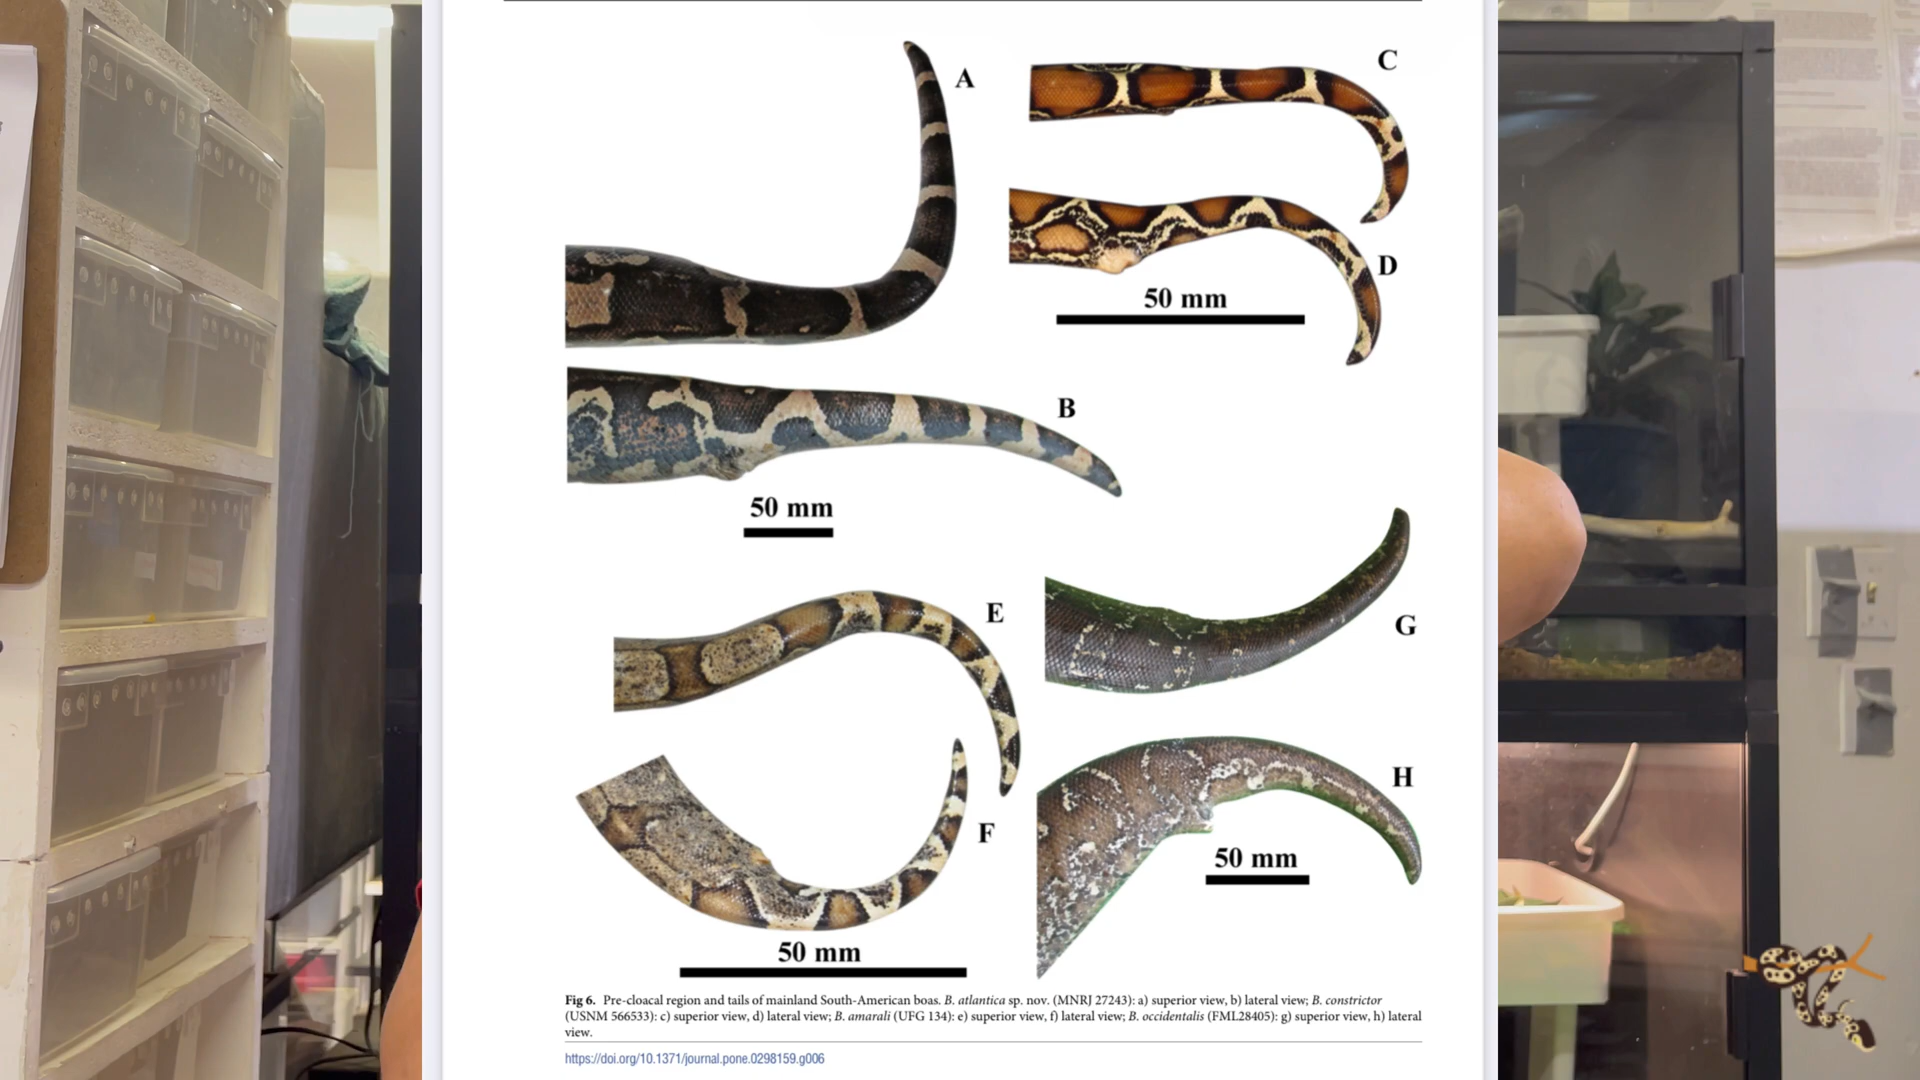 A
C
D
50 mm
B
50 mm
E
G
F
H
50 mm
50 mm
Fig 6. Pre-cloacal region and tails of mainland South-American boas. B. atlantica sp. nov. (MNRJ 27243): a) superior view, b) lateral view; B. constrictor
(USNM 566533): c) superior view, d) lateral view; B. amarali (UFG 134): e) superior view, f) lateral view; B. occidentalis (FML28405): g) superior view, h) lateral
view.
https://doi.org/10.1371/journal.pone.0298159.g006